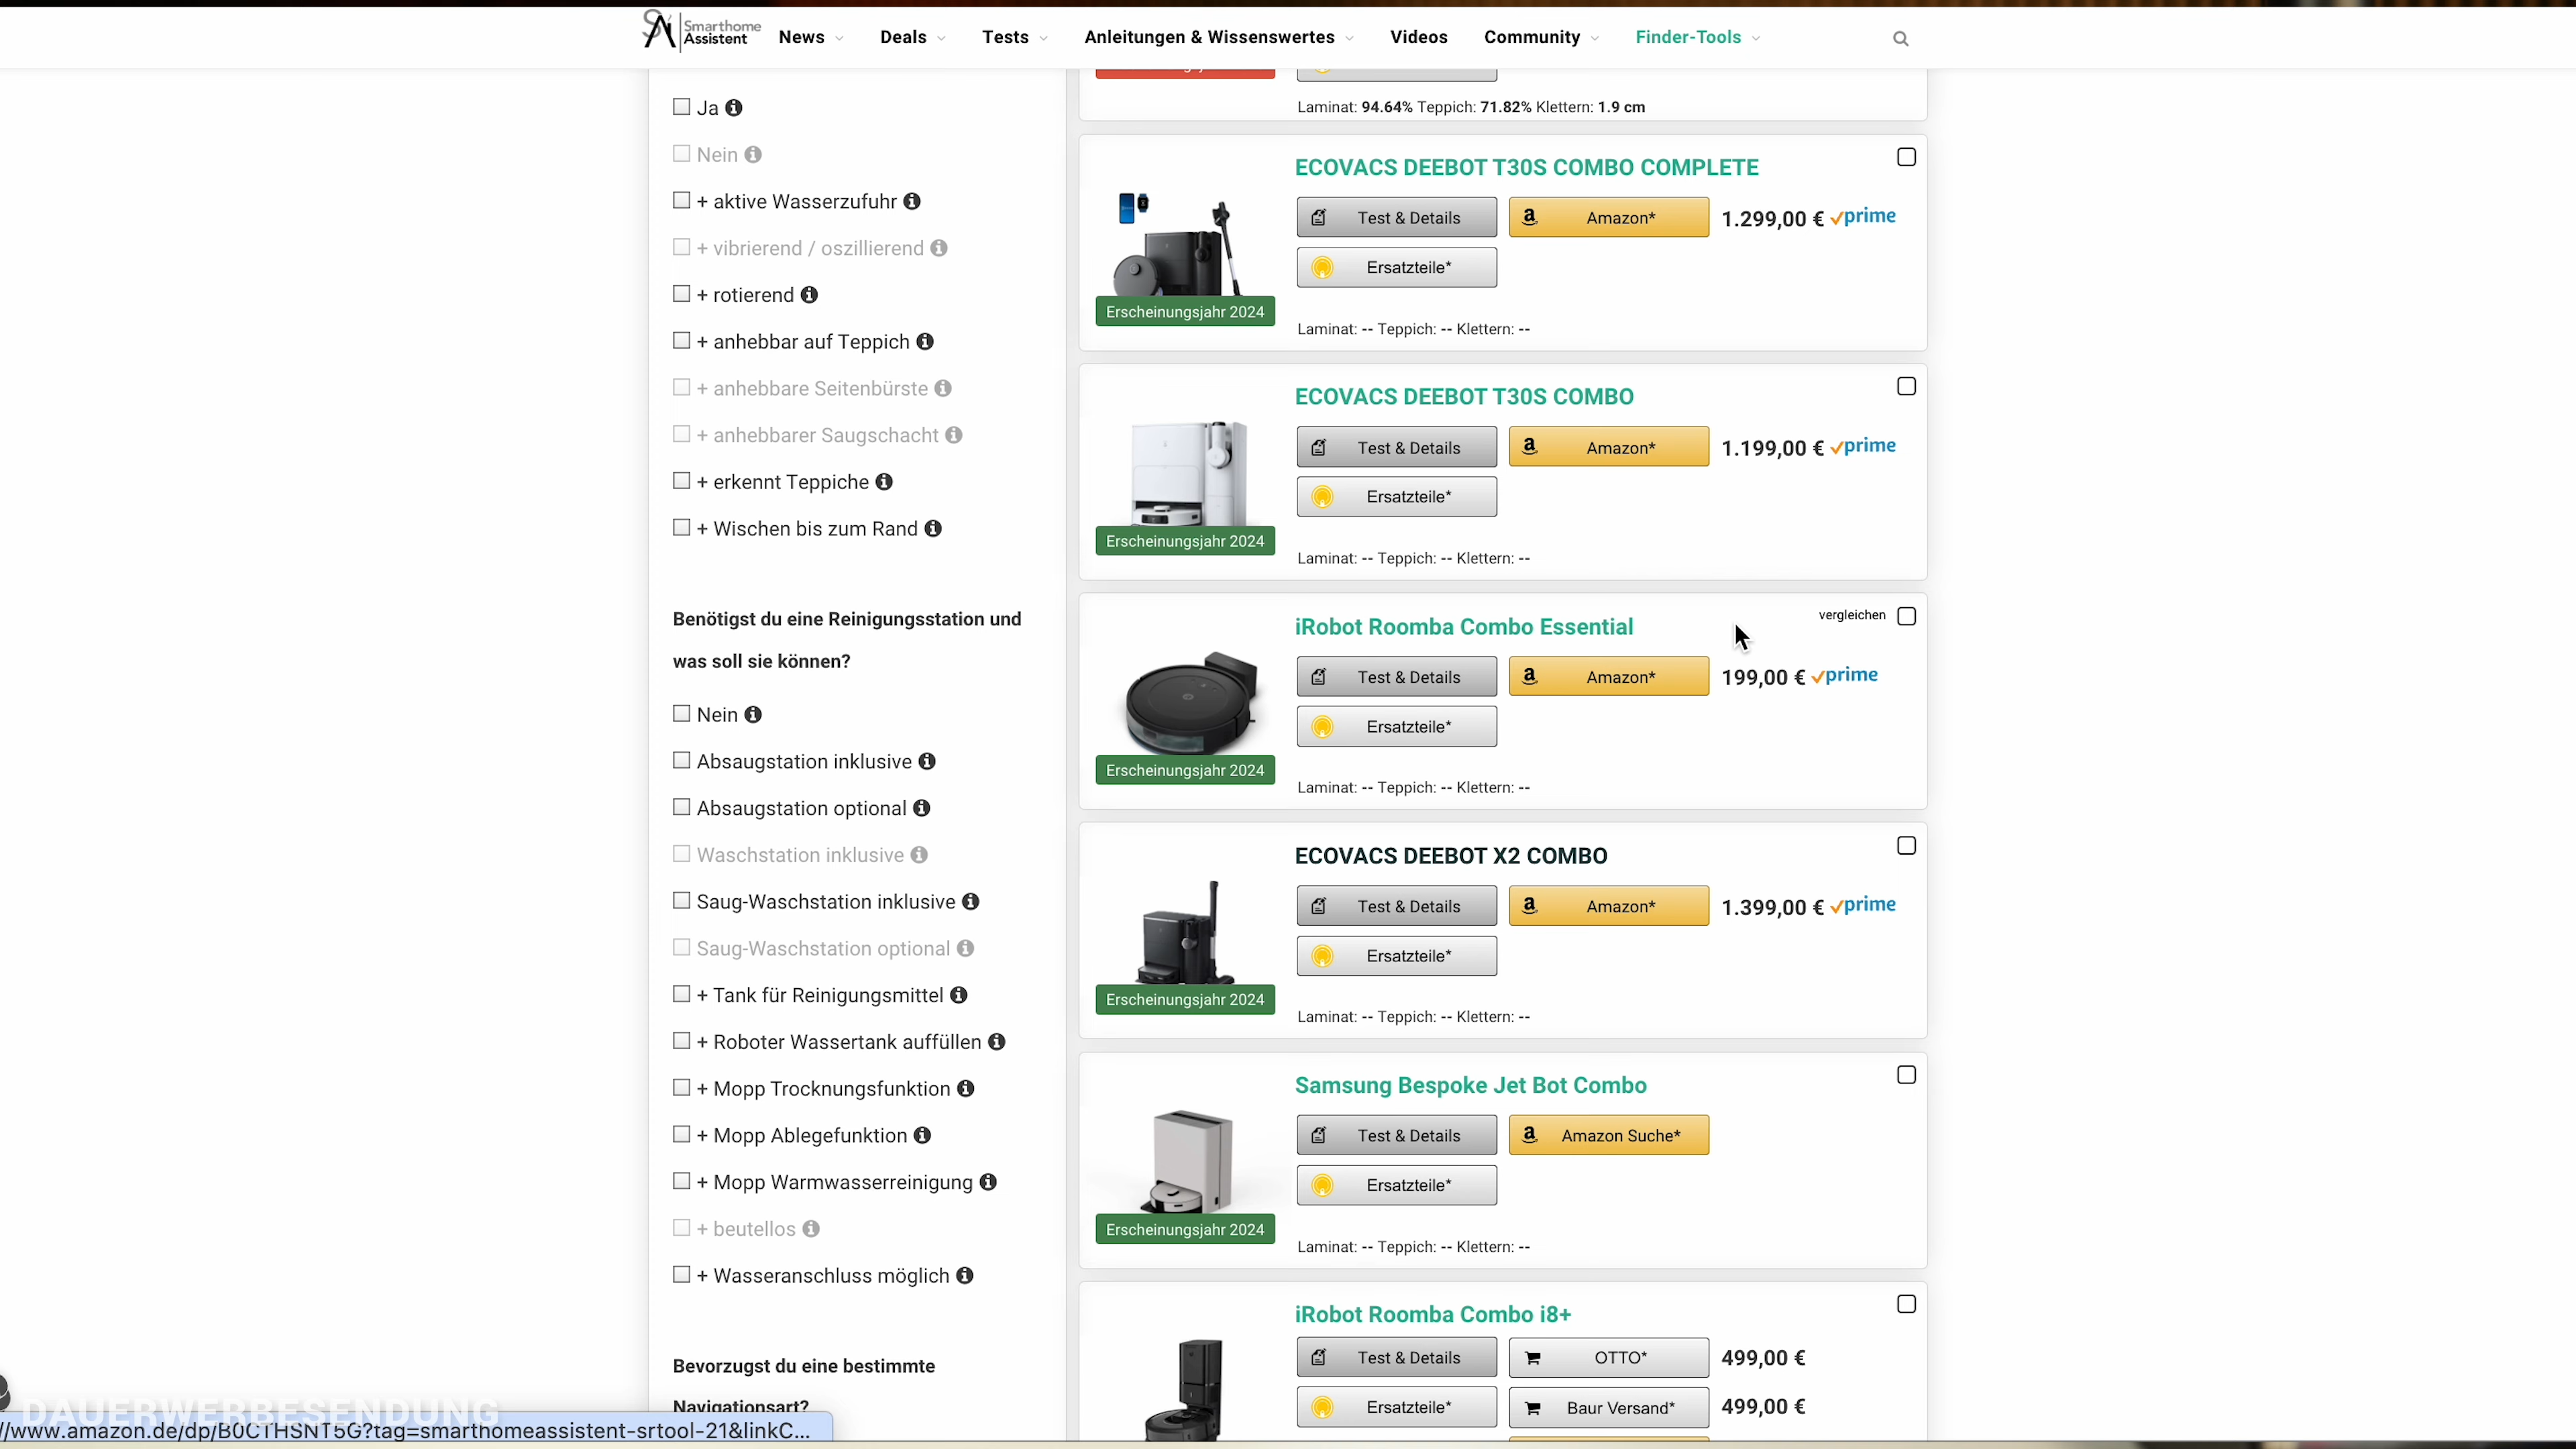 Smarthome
Assistent
News
Deals
Tests
Anleitungen & Wissenswertes
Videos
Community
Finder-Tools
Ja
Nein
+ aktive Wasserzufuhr
+ vibrierend / oszillierend
+ rotierend
+ anhebbar auf Teppich
+ anhebbare Seitenbürste
+ anhebbarer Saugschacht
+ erkennt Teppiche
+ Wischen bis zum Rand
Benötigst du eine Reinigungsstation und
was soll sie können?
Nein
Absaugstation inklusive
Absaugstation optional
Waschstation inklusive
Saug-Waschstation inklusive
Saug-Waschstation optional
+ Tank für Reinigungsmittel
+ Roboter Wassertank auffüllen
+ Mopp Trocknungsfunktion
+ Mopp Ablegefunktion
+ Mopp Warmwasserreinigung
+ beutellos
+ Wasseranschluss möglich
Bevorzugst du eine bestimmte
Navigationsart?
DAUERWERBESENDUNG
//www.amazon.de/dp/B0CTHSNT5G?tag=smarthomeassistent-srtool-21&linkC...
Laminat: 94.64% Teppich: 71.82% Klettern: 1.9 cm
ECOVACS DEEBOT T30S COMBO COMPLETE
Test & Details
Amazon*
1.299,00 € prime
Ersatzteile*
Erscheinungsjahr 2024
Laminat: -- Teppich: -- Klettern: --
ECOVACS DEEBOT T30S COMBO
Test & Details
Amazon*
1.199,00 € prime
Ersatzteile*
Erscheinungsjahr 2024
Laminat: -- Teppich: -- Klettern: --
iRobot Roomba Combo Essential
vergleichen
Test & Details
Amazon*
199,00 € prime
Ersatzteile*
Erscheinungsjahr 2024
Laminat: -- Teppich: -- Klettern: --
ECOVACS DEEBOT X2 COMBO
Test & Details
Amazon*
1.399,00 € prime
Ersatzteile*
Erscheinungsjahr 2024
Laminat: -- Teppich: -- Klettern: --
Samsung Bespoke Jet Bot Combo
Test & Details
Amazon Suche*
Ersatzteile*
Erscheinungsjahr 2024
Laminat: -- Teppich: -- Klettern: --
iRobot Roomba Combo i8+
Test & Details
OTTO*
499,00 €
Ersatzteile*
Baur Versand*
499,00 €